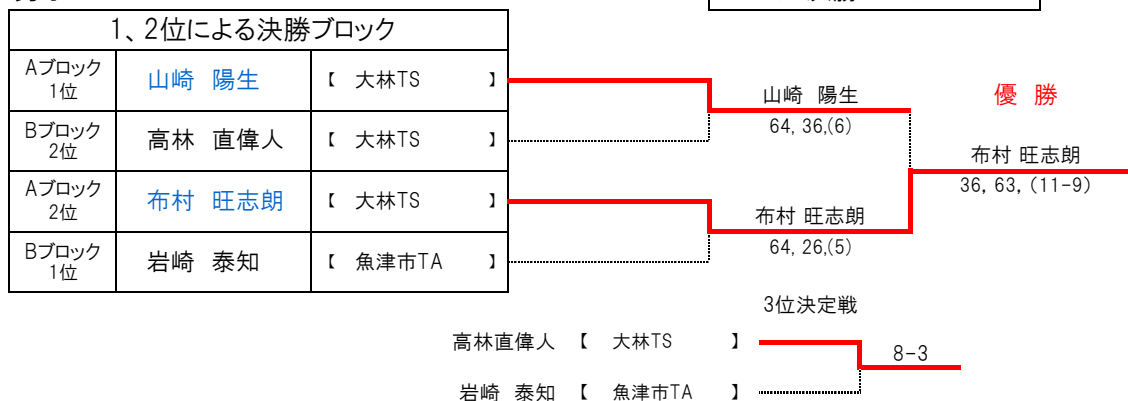 1、2位による決勝ブロック
Aブロック
1位
山崎 陽生 【 大林TS 】
Bブロック
2位
高林 直偉人 【 大林TS 】
Aブロック
2位
布村 旺志朗 【 大林TS 】
Bブロック
1位
岩崎 泰知 【 魚津市TA 】
山崎 陽生
64, 36,(6)
布村 旺志朗
64, 26,(5)
優 勝
布村 旺志朗
36, 63, (11-9)
3位決定戦
高林直偉人 【 大林TS 】
8-3
岩崎 泰知 【 魚津市TA 】